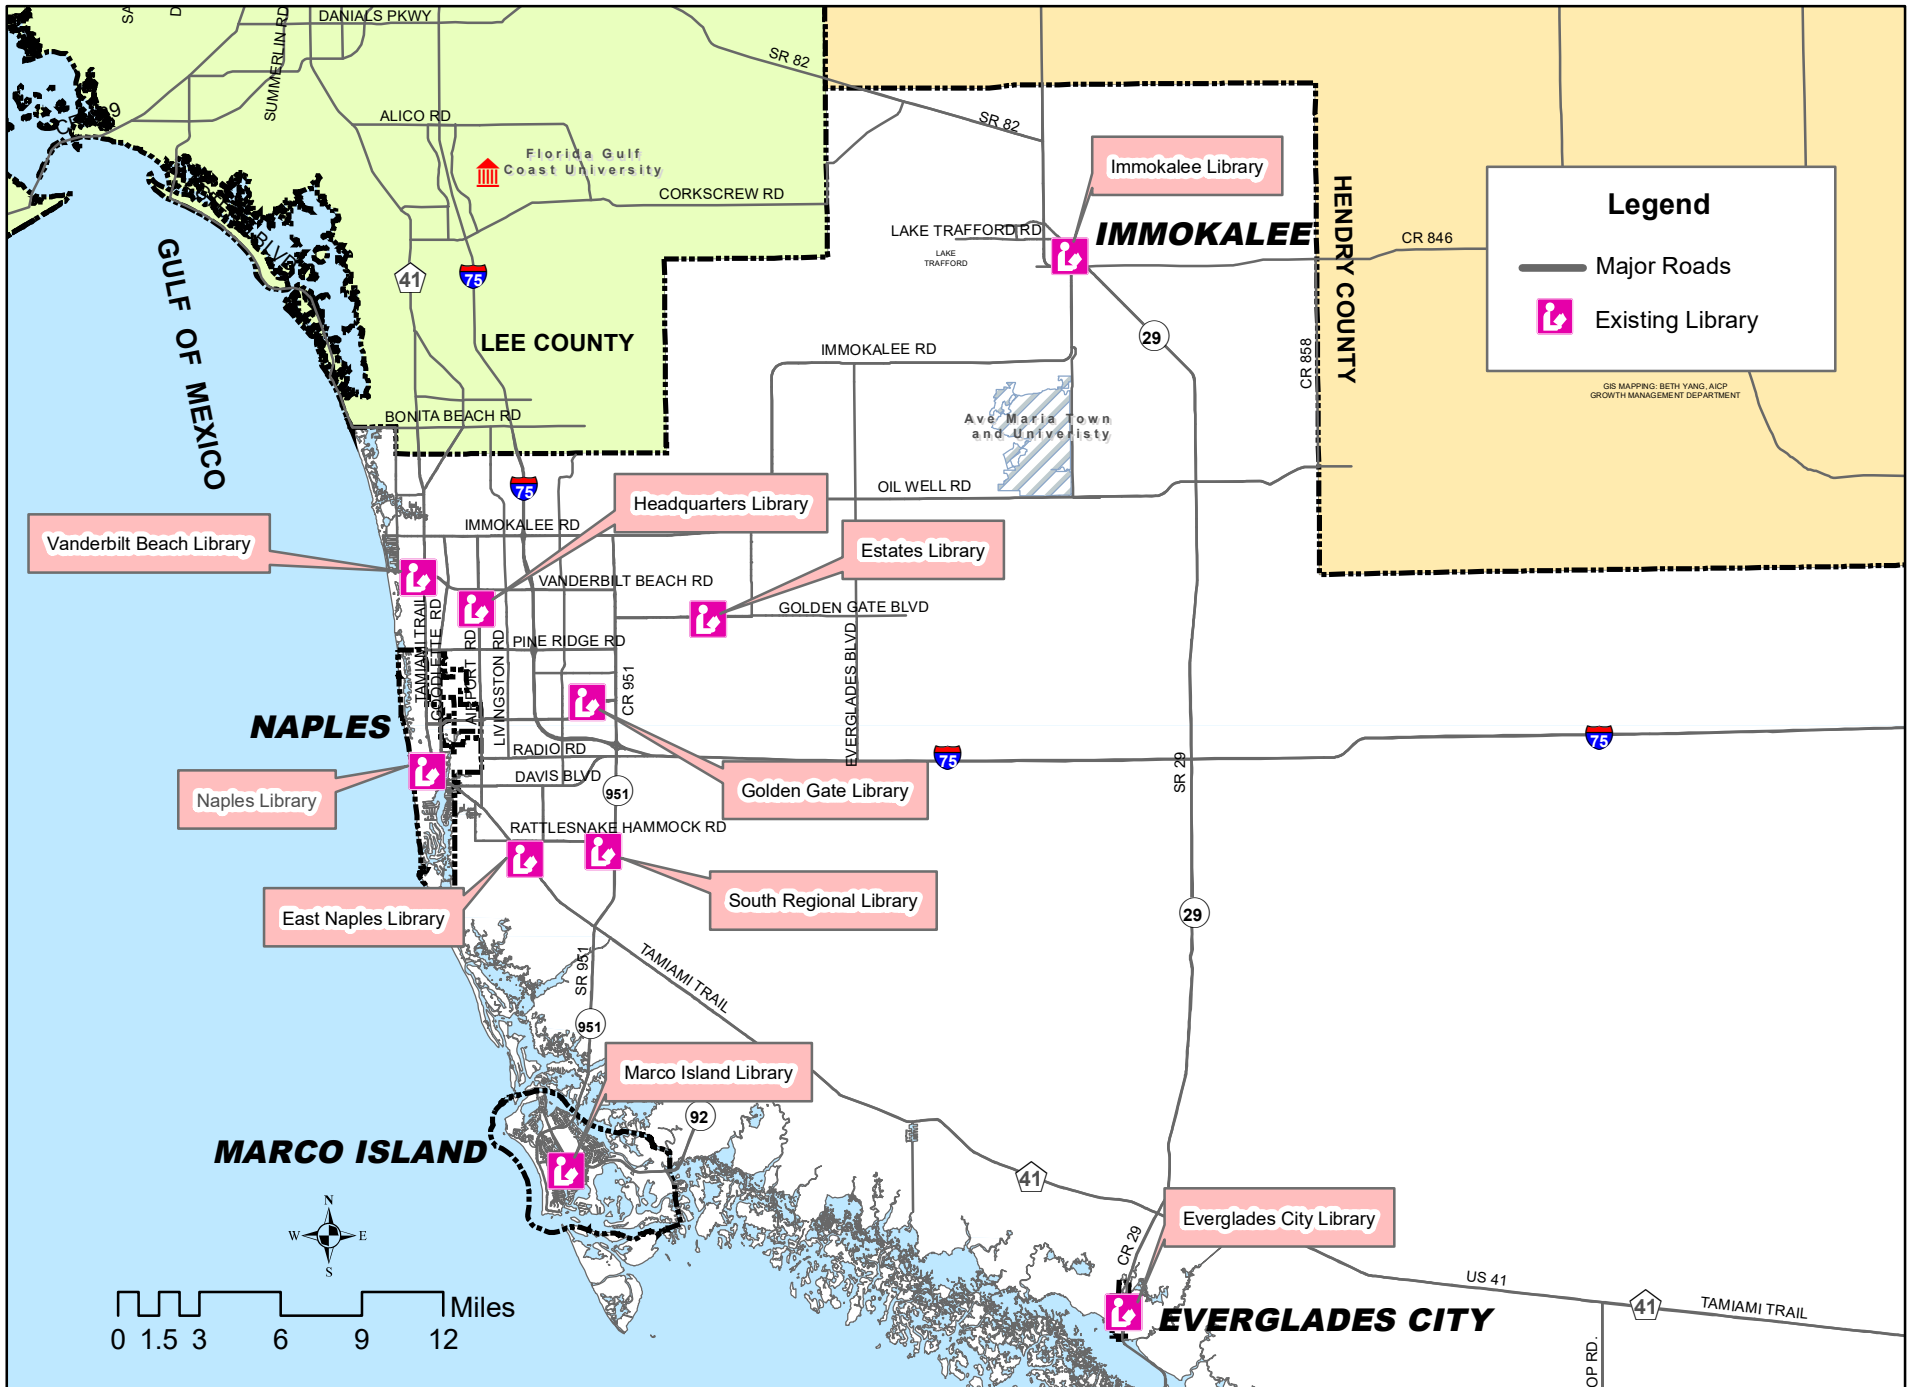 SA
D
DANIALS PKWY
SUMMERLIN RD
SR 82
ALICO RD
SR 82
Florida Gulf
Coast University
CORKSCREW RD
Immokalee Library
LAKE TRAFFORD RD
IMMOKALEE
LAKE
TRAFFORD
CR 846
HENDRY COUNTY
Legend
Major Roads
Existing Library
GIS MAPPING: BETH YANG, AICP
GROWTH MANAGEMENT DEPARTMENT
BLVD
GULF OF MEXICO
41
75
LEE COUNTY
29
IMMOKALEE RD
CR 858
BONITA BEACH RD
Ave Maria Town
and Univeristy
75
OIL WELL RD
Headquarters Library
IMMOKALEE RD
Vanderbilt Beach Library
Estates Library
VANDERBILT BEACH RD
GOLDEN GATE BLVD
TAMIAMI TRAIL
GOODLETTE RD
AIRPORT RD
LIVINGSTON RD
PINE RIDGE RD
CR 951
EVERGLADES BLVD
NAPLES
RADIO RD
75
75
SR 29
DAVIS BLVD
951
Naples Library
Golden Gate Library
RATTLESNAKE HAMMOCK RD
East Naples Library
South Regional Library
29
SR 951
TAMIAMI TRAIL
951
Marco Island Library
92
MARCO ISLAND
41
Everglades City Library
CR 29
N
W E
S
US 41
41
TAMIAMI TRAIL
EVERGLADES CITY
OP RD.
Miles
0 1.5 3 6 9 12